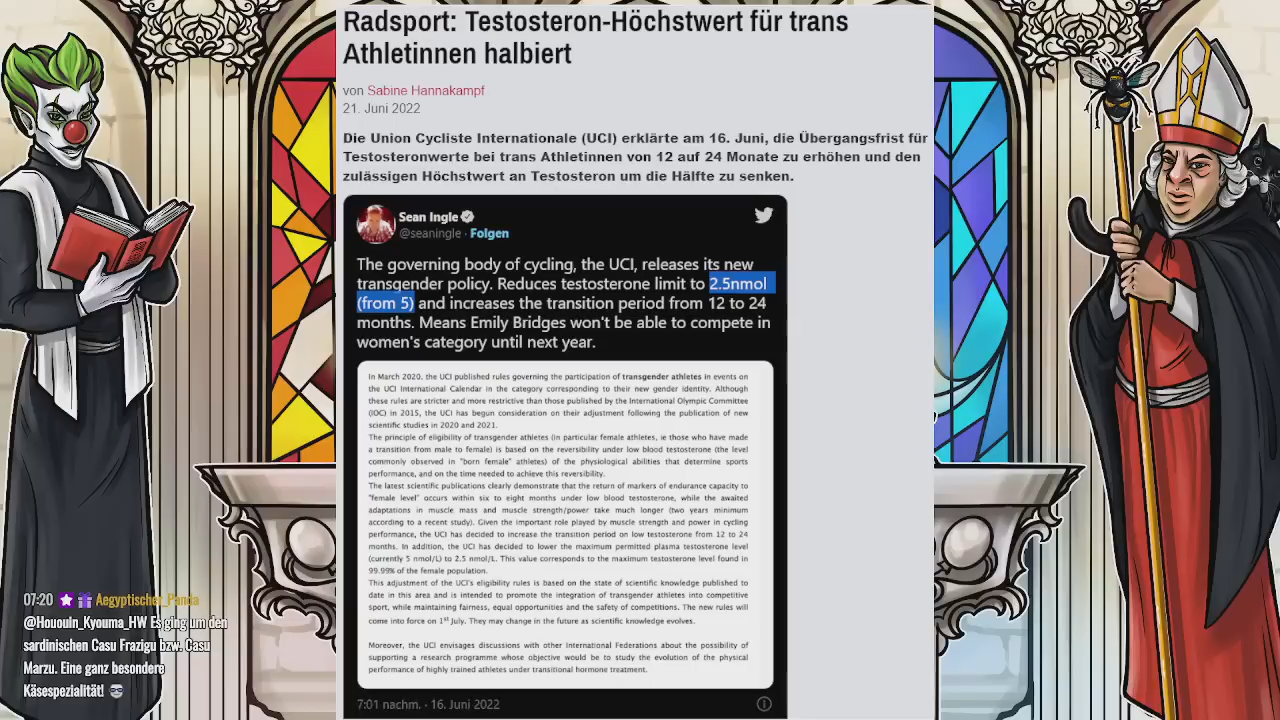 Radsport: Testosteron-Höchstwert für trans
Athletinnen halbiert
von Sabine Hannakampf
21. Juni 2022
Die Union Cycliste Internationale (UCI) erklärte am 16. Juni, die Übergangsfrist für
Testosteronwerte bei trans Athletinnen von 12 auf 24 Monate zu erhöhen und den
zulässigen Höchstwert an Testosteron um die Hälfte zu senken.
Sean Ingle
@seaningle · Folgen
The governing body of cycling, the UCI, releases its new
transgender policy. Reduces testosterone limit to 2.5nmol
(from 5) and increases the transition period from 12 to 24
months. Means Emily Bridges won't be able to compete in
women's category until next year.
In March 2020, the UCI published rules governing the participation of transgender athletes in events on
the UCI International Calendar in the category corresponding to their new gender identity. Although
these rules are stricter and more restrictive than those published by the International Olympic Committee
(IOC) in 2015, the UCI has begun consideration on their adjustment following the publication of new
scientific studies in 2020 and 2021.
The principle of eligibility of transgender athletes (in particular female athletes, ie those who have made
a transition from male to female) is based on the reversibility under low blood testosterone (the level
commonly observed in "born female" athletes) of the physiological abilities that determine sports
performance, and on the time needed to achieve this reversibility.
The latest scientific publications clearly demonstrate that the return of markers of endurance capacity to
"female level" occurs within six to eight months under low blood testosterone, while the awaited
adaptations in muscle mass and muscle strength/power take much longer (two years minimum
according to a recent study). Given the important role played by muscle strength and power in cycling
performance, the UCI has decided to increase the transition period on low testosterone from 12 to 24
months. In addition, the UCI has decided to lower the maximum permitted plasma testosterone level
(currently 5 nmol/L) to 2.5 nmol/L. This value corresponds to the maximum testosterone level found in
99.99% of the female population.
This adjustment of the UCI's eligibility rules is based on the state of scientific knowledge published to
date in this area and is intended to promote the integration of transgender athletes into competitive
sport, while maintaining fairness, equal opportunities and the safety of competitions. The new rules will
come into force on 1st July. They may change in the future as scientific knowledge evolves.
Moreover, the UCI envisages discussions with other International Federations about the possibility of
supporting a research programme whose objective would be to study the evolution of the physical
performance of highly trained athletes under transitional hormone treatment.
7:01 nachm. · 16. Juni 2022
07:20 Aegyptischer_Panda
@Hououin_Kyouma_HW Es ging um den
sardinischen Casu Frazigu bzw. Casu
Marzu. Eine ganz besondere
Käsespezialität!